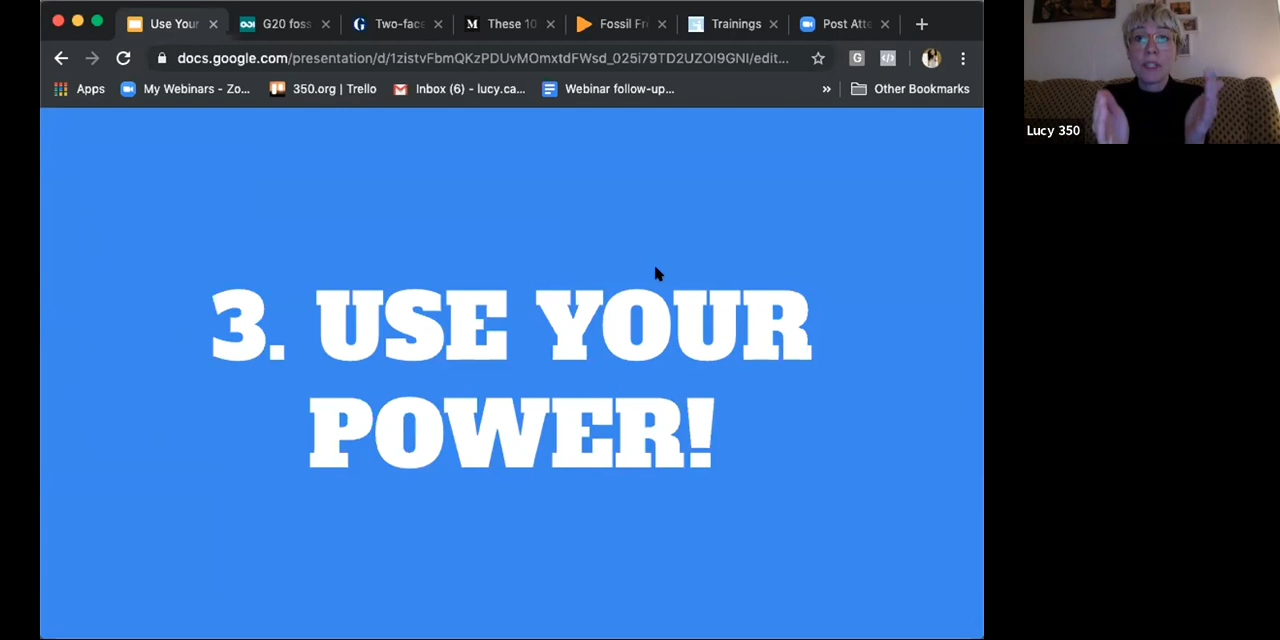 Use Your
G20 foss
Two-face
M
These 10
Fossil Fr
Trainings
Post Atte
docs.google.com/presentation/d/1zistvFbmQKzPDUvMOmxtdFWsd_025i79TD2UZOI9GNI/edit...
G
Apps
My Webinars - Zo...
350.org | Trello
Inbox (6) - lucy.ca...
Webinar follow-up...
»
Other Bookmarks
Lucy 350
3. USE YOUR
POWER!